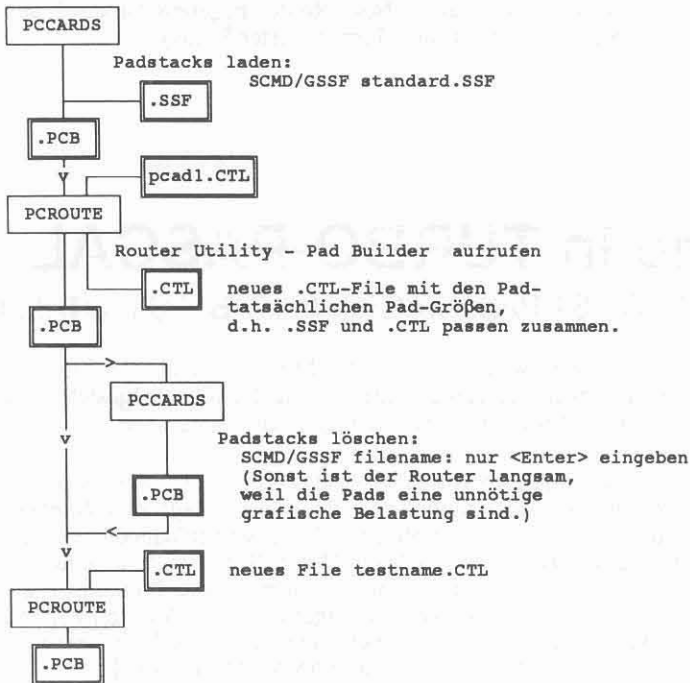 PCCARDS
Padstacks laden:
SCMD/GSSF standard.SSF
.SSF
.PCB
v
pcad1.CTL
PCROUTE
Router Utility - Pad Builder aufrufen
.CTL
neues .CTL-File mit den Pad-
tatsächlichen Pad-Größen,
d.h. .SSF und .CTL passen zusammen.
.PCB
>
PCCARDS
v
Padstacks löschen:
SCMD/GSSF filename: nur <Enter> eingeben
(Sonst ist der Router langsam,
weil die Pads eine unnötige
grafische Belastung sind.)
.PCB
<
v
.CTL
neues File testname.CTL
PCROUTE
.PCB